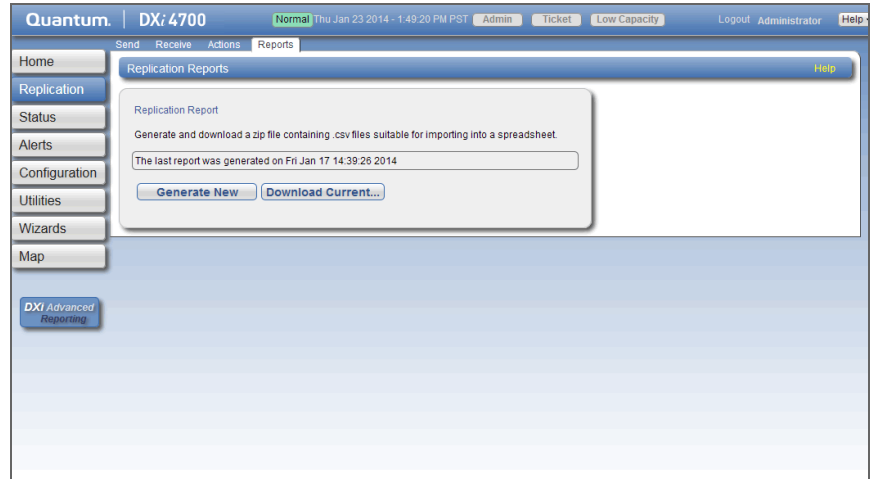 Quantum. DXi 4700 Normal Thu Jan 23 2014 - 1:49:20 PM PST Admin Ticket Low Capacity Logout Administrator Help
Send Receive Actions Reports
Home
Replication
Status
Alerts
Configuration
Utilities
Wizards
Map
DXi Advanced
Reporting
Replication Reports Help
Replication Report
Generate and download a zip file containing .csv files suitable for importing into a spreadsheet.
The last report was generated on Fri Jan 17 14:39:26 2014
Generate New Download Current...